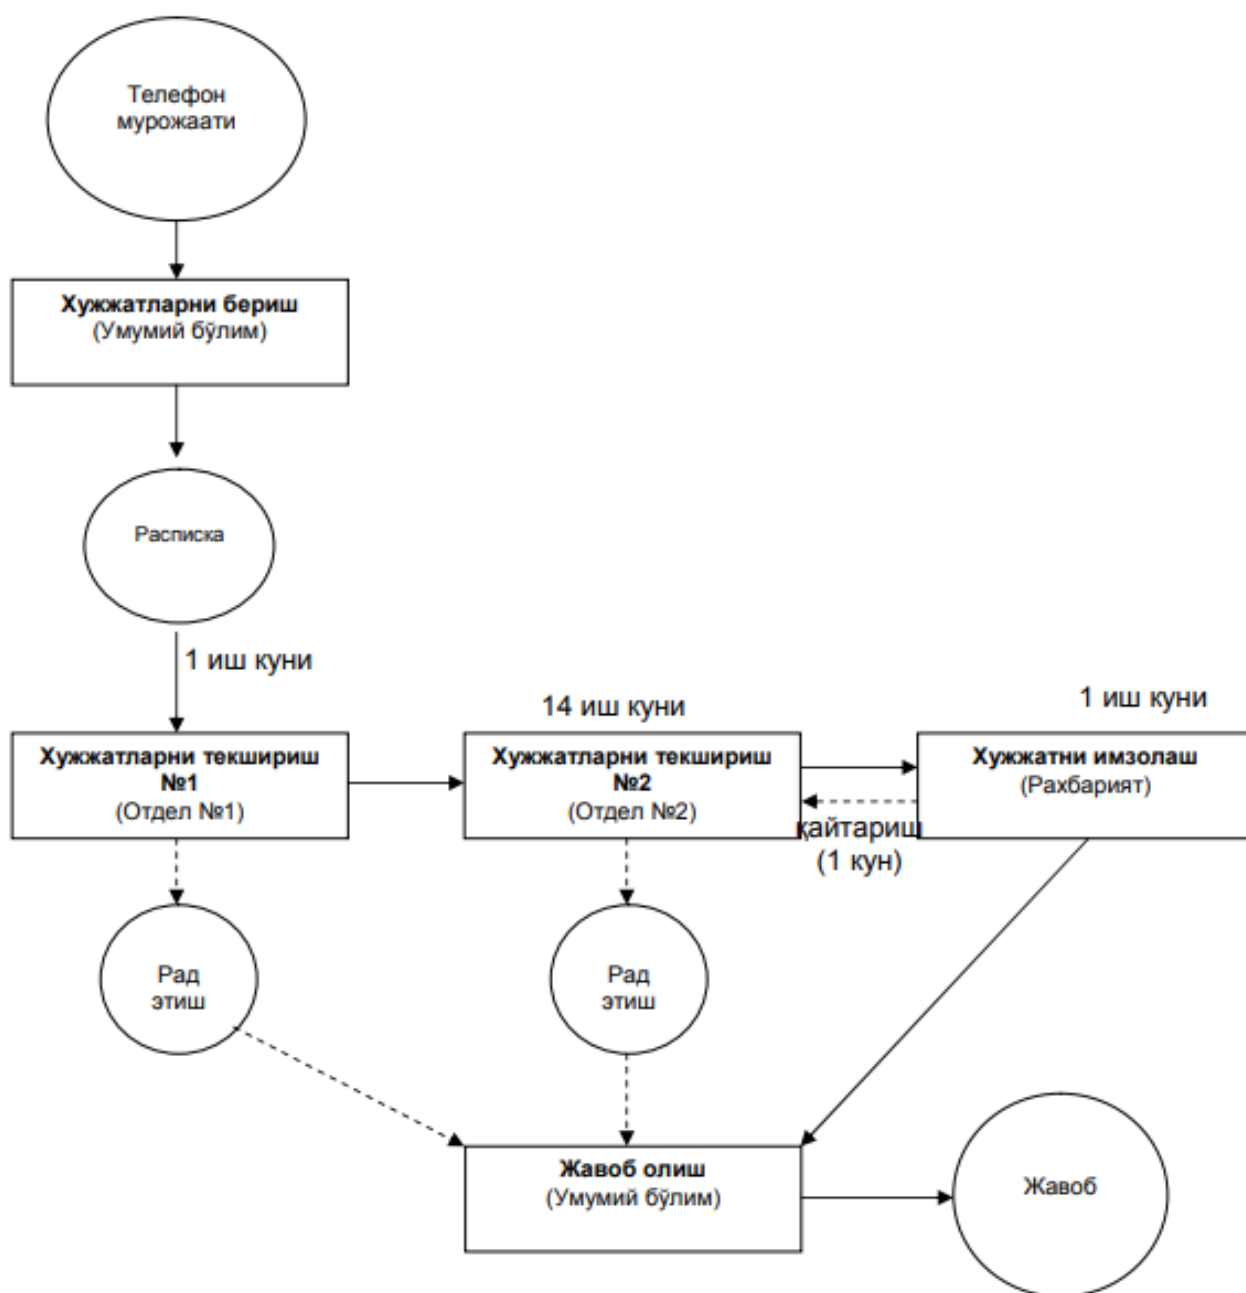 Телефон
мурожаати
Хужжатларни бериш
(Умумий бўлим)
Расписка
1 иш куни
14 иш куни
1 иш куни
Хужжатларни текшириш
№1
(Отдел №1)
Хужжатларни текшириш
№2
(Отдел №2)
Хужжатни имзолаш
(Рахбарият)
қайтариш
(1 кун)
Рад
этиш
Рад
этиш
Жавоб олиш
(Умумий бўлим)
Жавоб